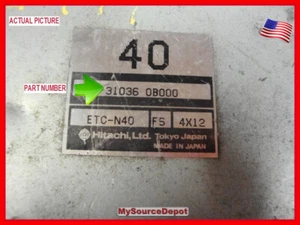 ACTUAL PICTURE
40
PART NUMBER
31036 0B000
ETC-N40 FS 4X12
Hitachi, Ltd. Tokyo Japan
MADE IN JAPAN
MySourceDepot